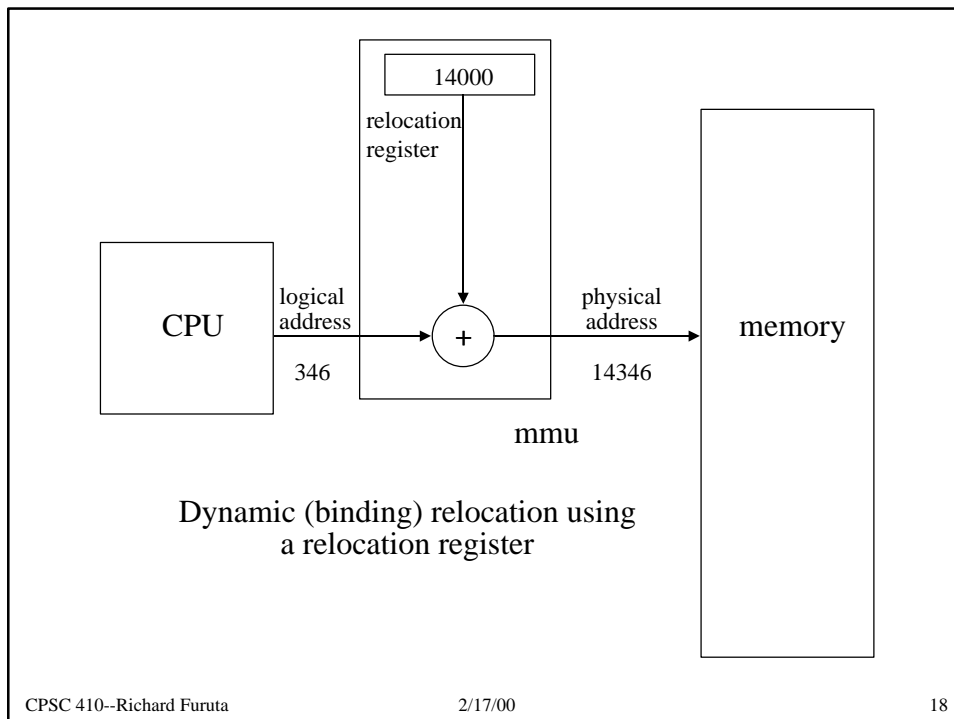 14000
relocation
register
CPU
logical
address
346
+
physical
address
14346
memory
mmu
Dynamic (binding) relocation using
a relocation register
CPSC 410--Richard Furuta
2/17/00
18